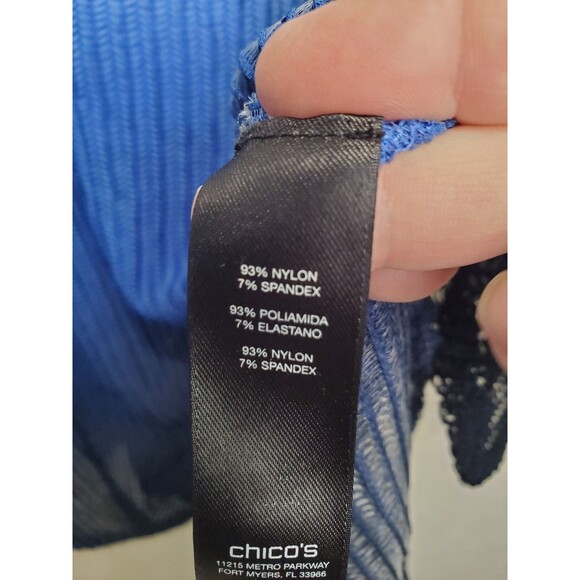 93% NYLON
7% SPANDEX
93% POLIAMIDA
7% ELASTANO
93% NYLON
7% SPANDEX
chico's
11215 METRO PARKWAY
FORT MYERS, FL 33966